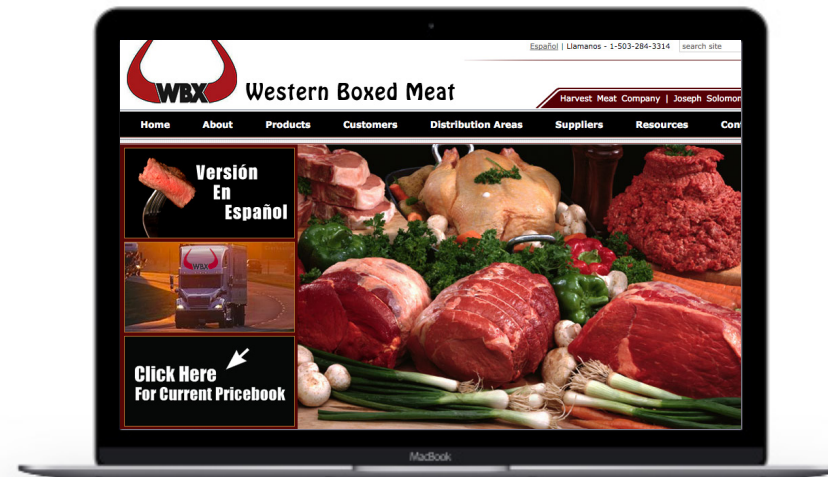 Español | Llamanos - 1-503-284-3314 search site
WBX
Western Boxed Meat
Harvest Meat Company | Joseph Solomon
Home About Products Customers Distribution Areas Suppliers Resources
Versión
En
Español
WBX
Click Here
For Current Pricebook
MacBook